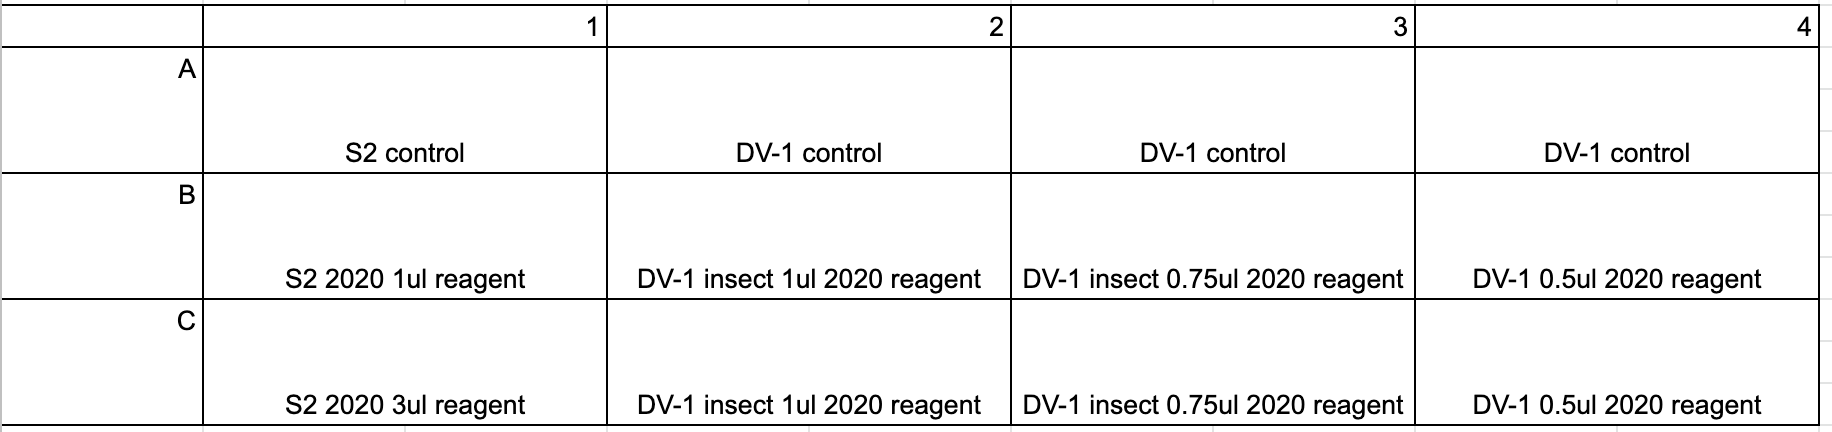 1 2 3 4
A
S2 control DV-1 control DV-1 control DV-1 control
B
S2 2020 1ul reagent DV-1 insect 1ul 2020 reagent DV-1 insect 0.75ul 2020 reagent DV-1 0.5ul 2020 reagent
C
S2 2020 3ul reagent DV-1 insect 1ul 2020 reagent DV-1 insect 0.75ul 2020 reagent DV-1 0.5ul 2020 reagent